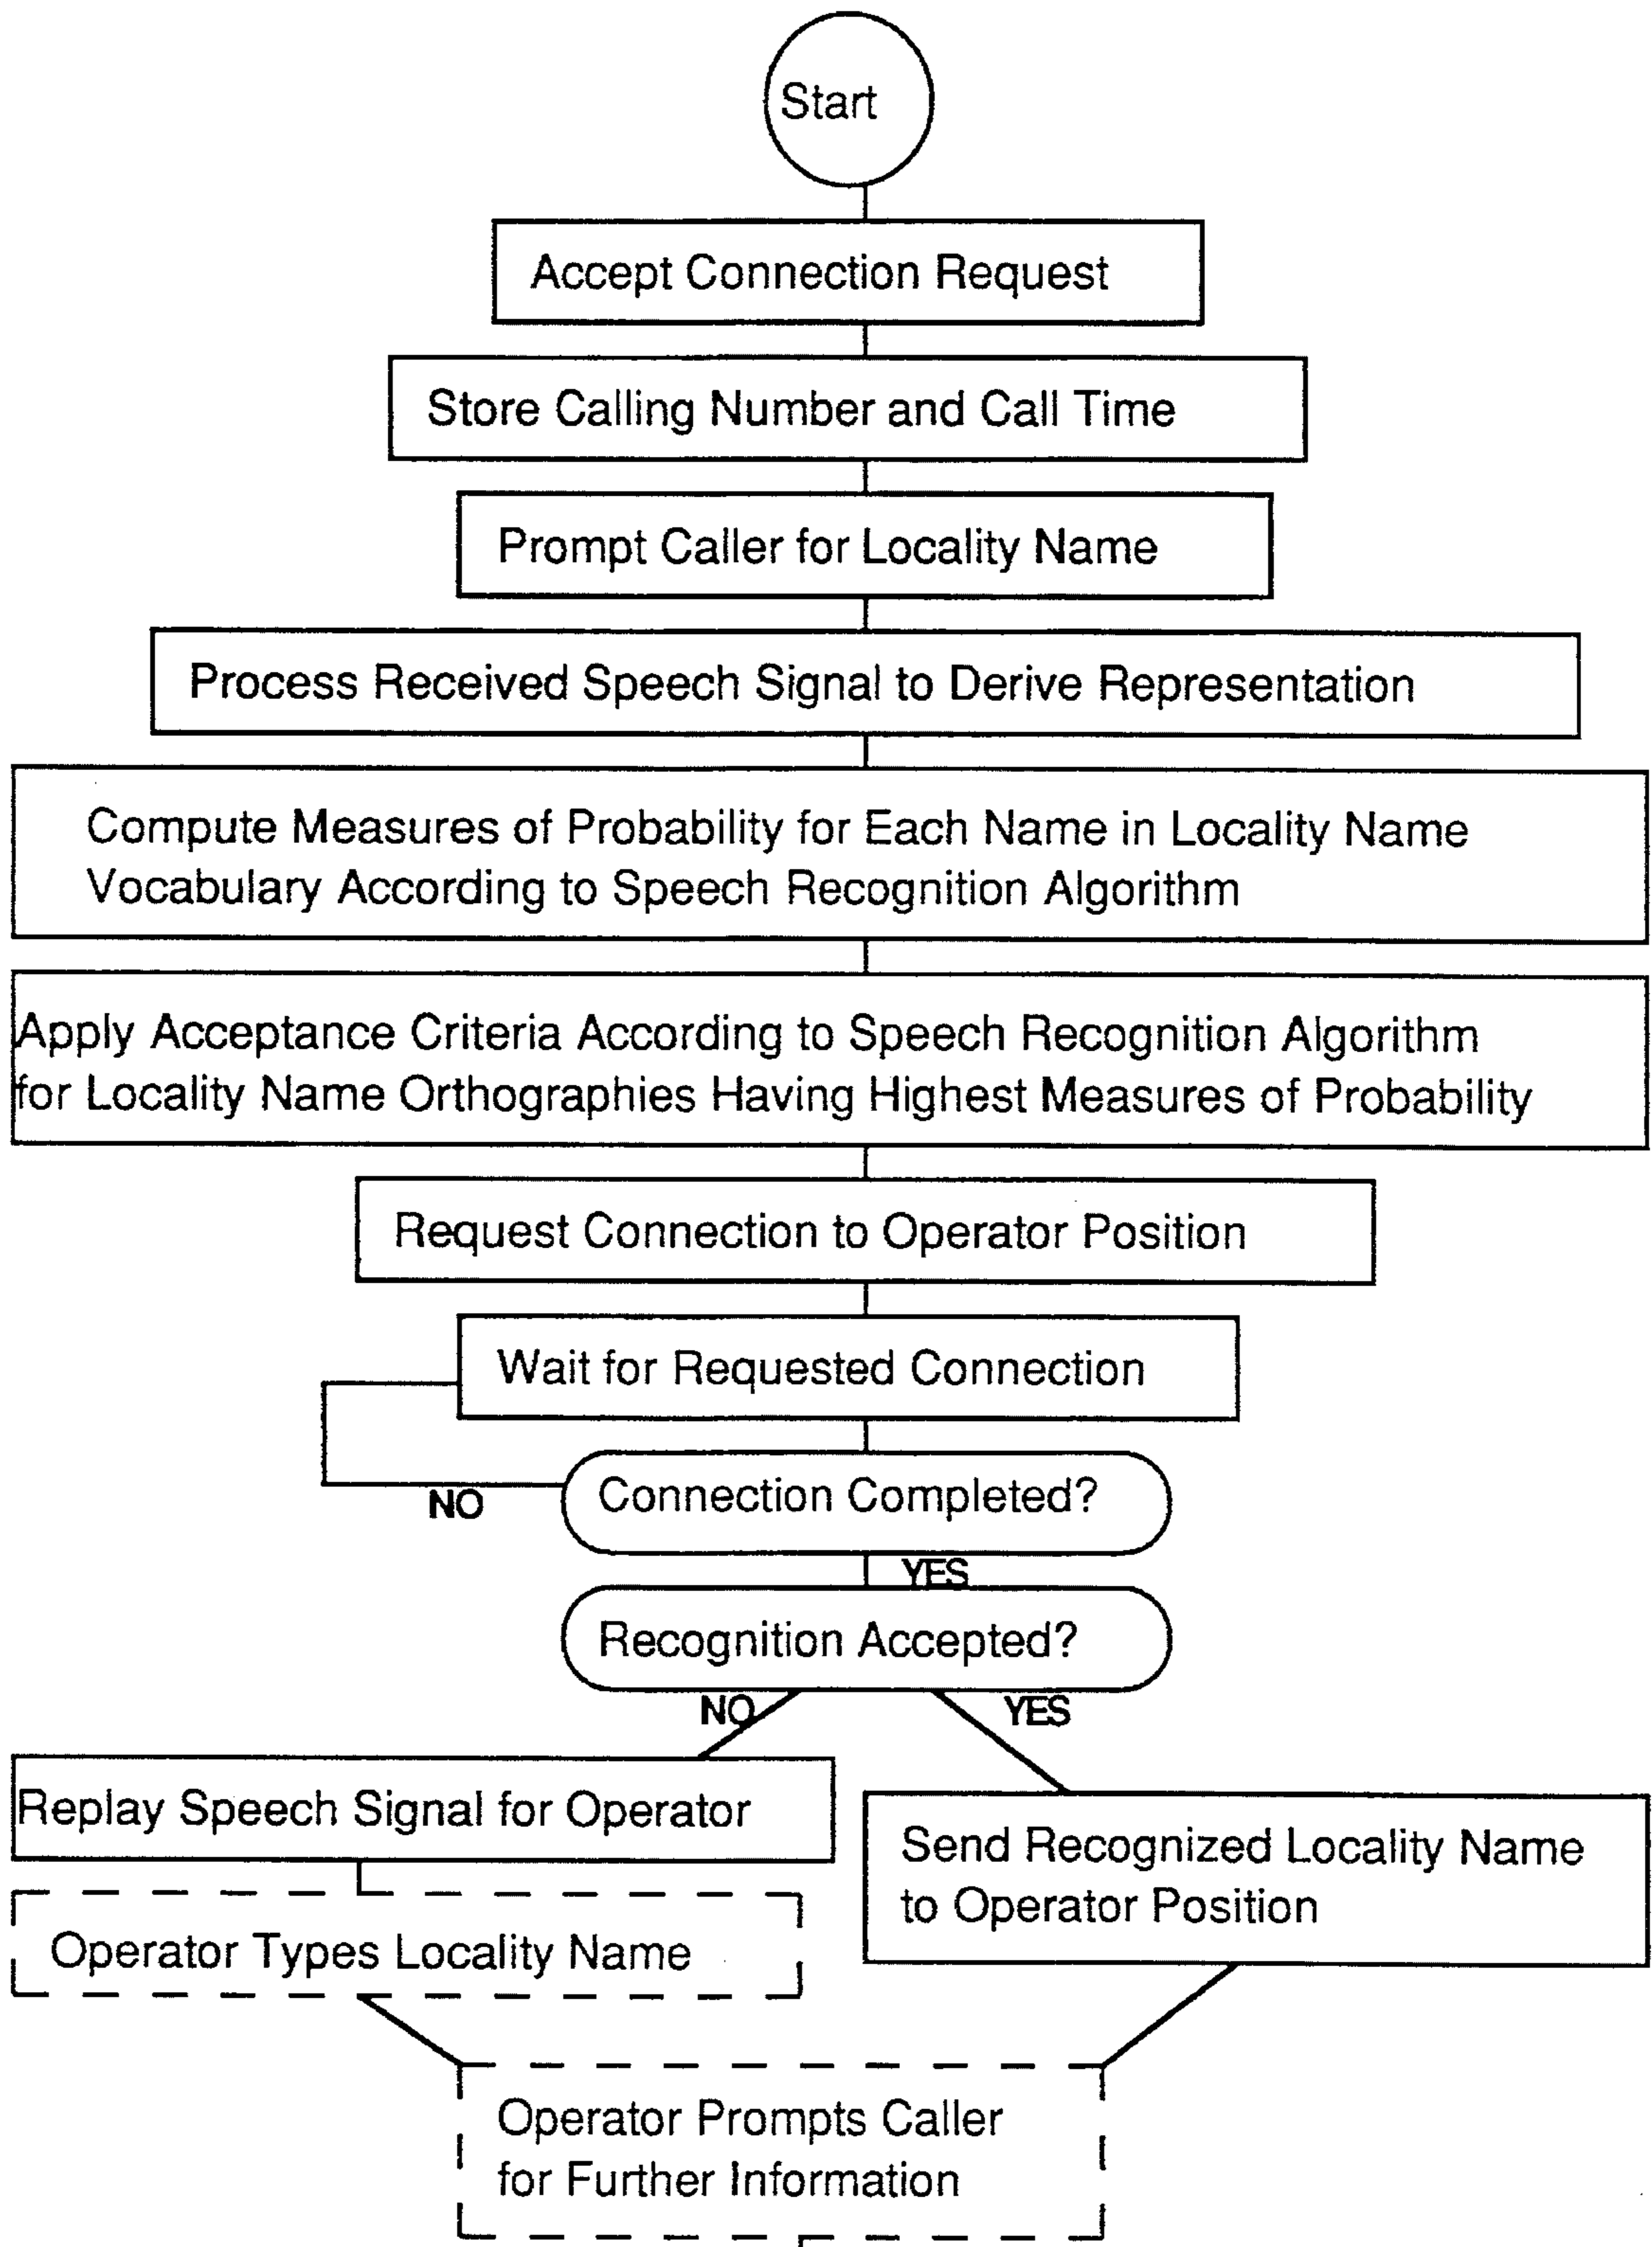 Start
Accept Connection Request
Store Calling Number and Call Time
Prompt Caller for Locality Name
Process Received Speech Signal to Derive Representation
Compute Measures of Probability for Each Name in Locality Name
Vocabulary According to Speech Recognition Algorithm
Apply Acceptance Criteria According to Speech Recognition Algorithm
for Locality Name Orthographies Having Highest Measures of Probability
Request Connection to Operator Position
Wait for Requested Connection
Connection Completed?
NO
YES
Recognition Accepted?
NO
YES
Replay Speech Signal for Operator
Send Recognized Locality Name
to Operator Position
Operator Types Locality Name
Operator Prompts Caller
for Further Information